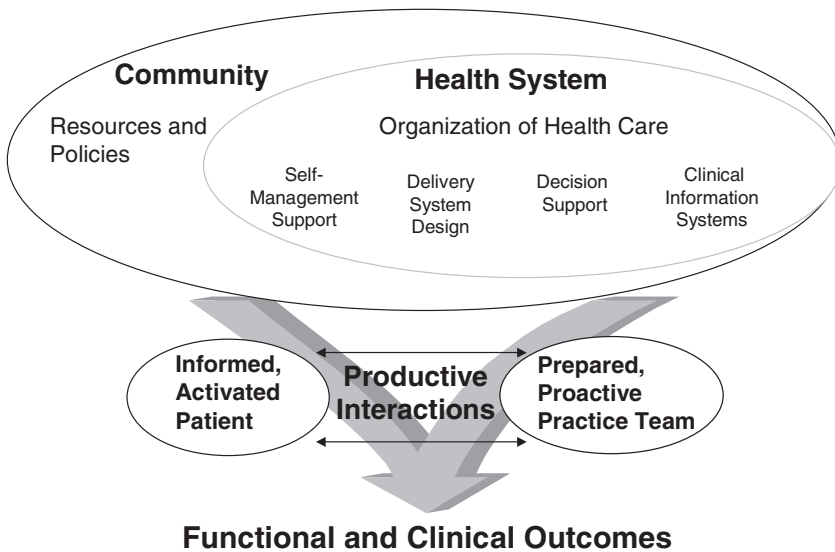 Community
Resources and
Policies
Health System
Organization of Health Care
Self-
Management
Support
Delivery
System
Design
Decision
Support
Clinical
Information
Systems
Informed,
Activated
Patient
Productive
Interactions
Prepared,
Proactive
Practice Team
Functional and Clinical Outcomes